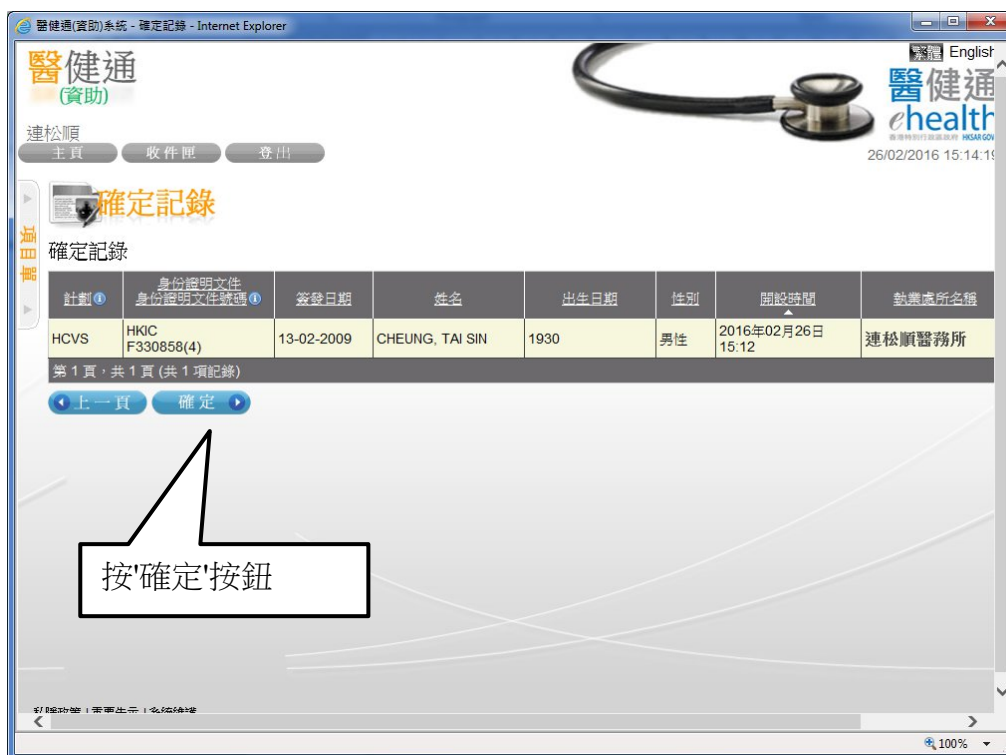 醫健通(資助)系統 - 確定記錄 - Internet Explorer
繁體 English
醫健通
(資助)
醫健通
ehealth
連松順
主頁 收件匣 登出
26/02/2016 15:14:19
確定記錄
項目單
確定記錄
計劃 身份證明文件 身份證明文件號碼 簽發日期 姓名 出生日期 性別 開設時間 執業處所名稱
HCVS HKIC F330858(4) 13-02-2009 CHEUNG, TAI SIN 1930 男性 2016年02月26日 15:12 連松順醫務所
第 1 頁，共 1 頁 (共 1 項記錄)
上一頁 確定
按'確定'按鈕
100%